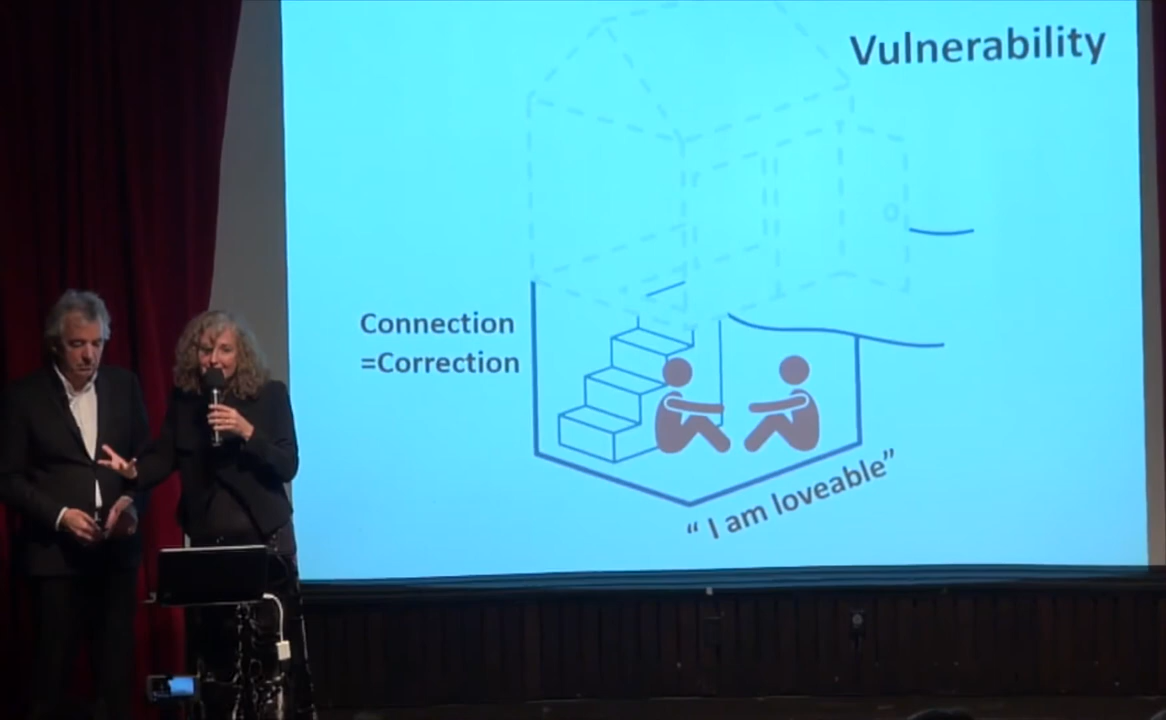 Vulnerability
Connection
=Correction
“ I am loveable”